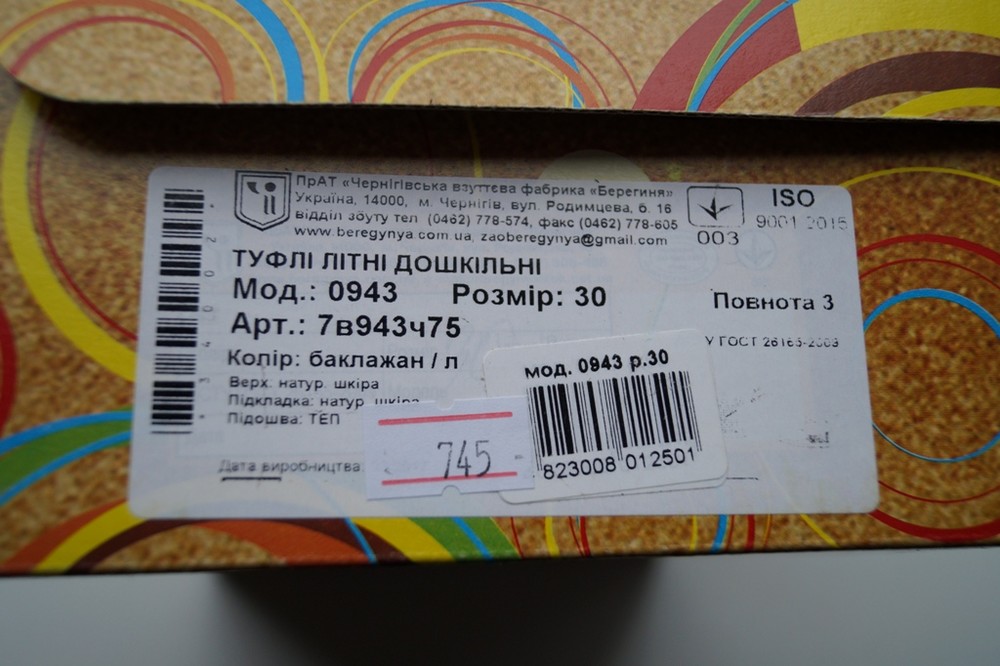 ПрАТ «Чернігівська взуттєва фабрика «Берегиня»
Україна, 14000, м. Чернігів, вул. Родимцева, б. 16
відділ збуту тел (0462) 778-574, факс (0462) 778-605
www.beregynya.com.ua, zaoberegynya@gmail.com
003
ISO
9001 2015
ТУФЛІ ЛІТНІ ДОШКІЛЬНІ
Мод.: 0943 Розмір: 30
Повнота 3
Арт.: 7в943ч75
ГОСТ 26165-2003
Колір: баклажан / л
Верх: натур. шкіра
Підкладка: натур. шкіра
Підошва: ТЕП
Дата виробництва
745
мод. 0943 р.30
823008 012501